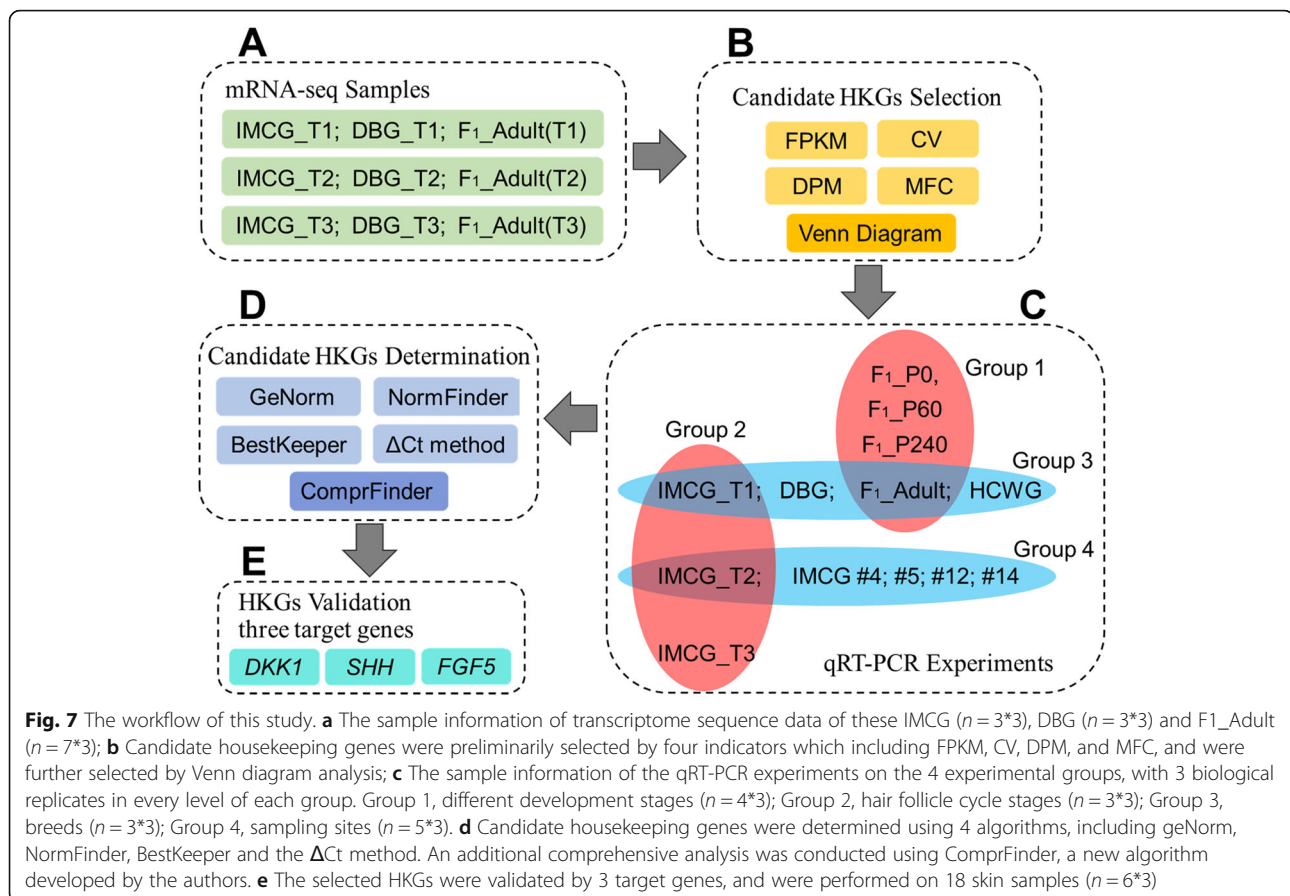 A
mRNA-seq Samples
IMCG_T1; DBG_T1; F₁_Adult(T1)
IMCG_T2; DBG_T2; F₁_Adult(T2)
IMCG_T3; DBG_T3; F₁_Adult(T3)
B
Candidate HKGs Selection
FPKM CV
DPM MFC
Venn Diagram
C
Group 1
F₁_P0,
F₁_P60
F₁_P240
Group 2
Group 3
IMCG_T1; DBG; F₁_Adult; HCWG
Group 4
IMCG_T2; IMCG #4; #5; #12; #14
IMCG_T3
qRT-PCR Experiments
D
Candidate HKGs Determination
GeNorm NormFinder
BestKeeper ΔCt method
ComprFinder
E
HKGs Validation
three target genes
DKK1 SHH FGF5
Fig. 7 The workflow of this study. a The sample information of transcriptome sequence data of these IMCG (n = 3*3), DBG (n = 3*3) and F1_Adult
(n = 7*3); b Candidate housekeeping genes were preliminarily selected by four indicators which including FPKM, CV, DPM, and MFC, and were
further selected by Venn diagram analysis; c The sample information of the qRT-PCR experiments on the 4 experimental groups, with 3 biological
replicates in every level of each group. Group 1, different development stages (n = 4*3); Group 2, hair follicle cycle stages (n = 3*3); Group 3,
breeds (n = 3*3); Group 4, sampling sites (n = 5*3). d Candidate housekeeping genes were determined using 4 algorithms, including geNorm,
NormFinder, BestKeeper and the ΔCt method. An additional comprehensive analysis was conducted using ComprFinder, a new algorithm
developed by the authors. e The selected HKGs were validated by 3 target genes, and were performed on 18 skin samples (n = 6*3)